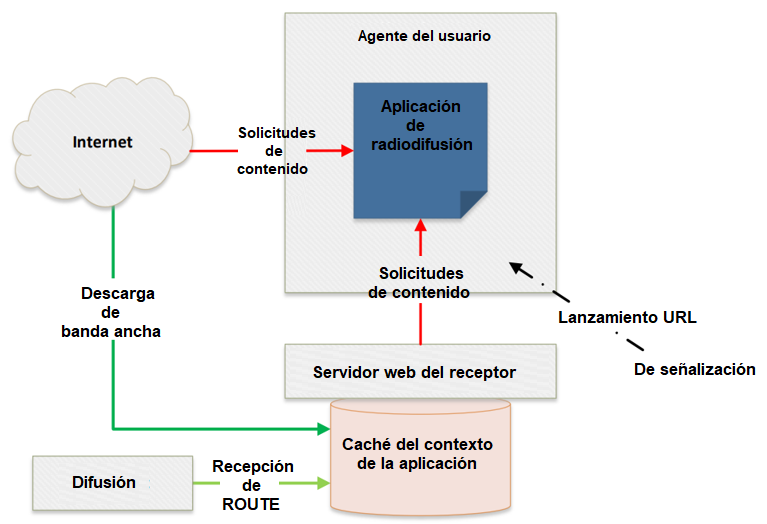 Agente del usuario
Aplicación
de
radiodifusión
Internet
Solicitudes
de
contenido
Solicitudes
de contenido
Descarga
de
banda ancha
Lanzamiento URL
De señalización
Servidor web del receptor
Caché del contexto
de la aplicación
Difusión
Recepción
de
ROUTE